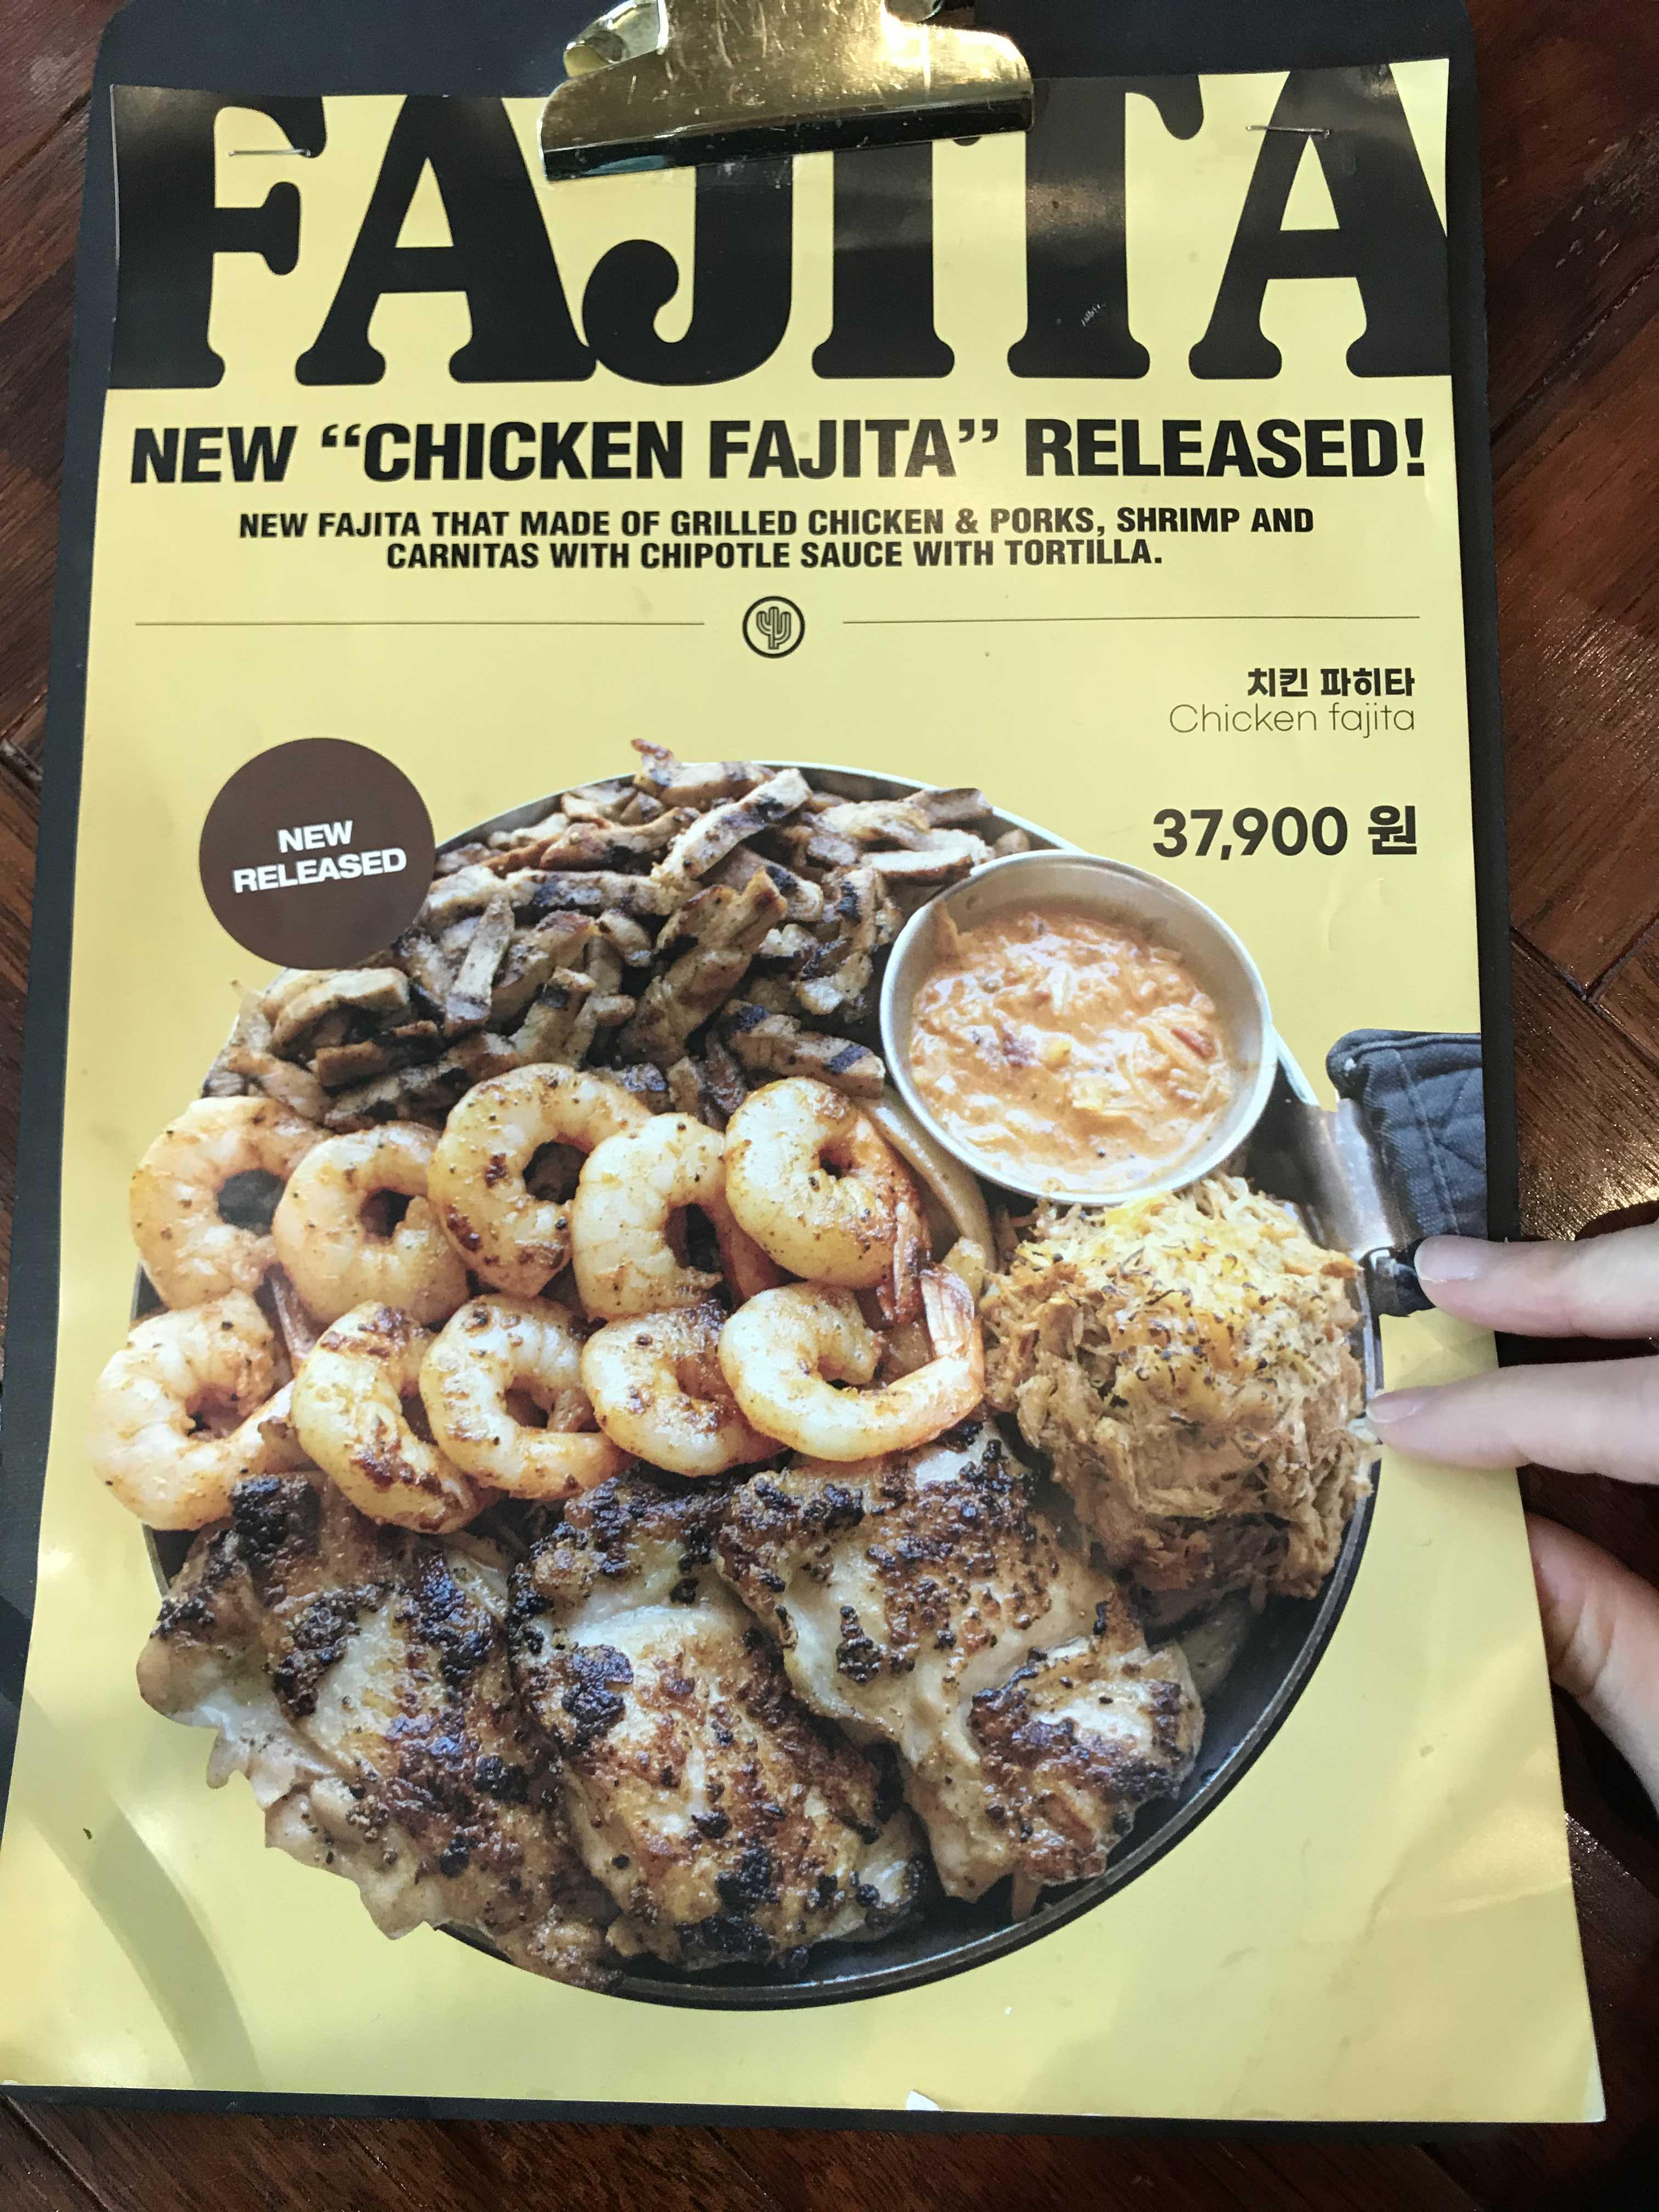 FAJITA
NEW “CHICKEN FAJITA” RELEASED!
NEW FAJITA THAT MADE OF GRILLED CHICKEN & PORKS, SHRIMP AND
CARNITAS WITH CHIPOTLE SAUCE WITH TORTILLA.
치킨 파히타
Chicken fajita
37,900 원
NEW
RELEASED